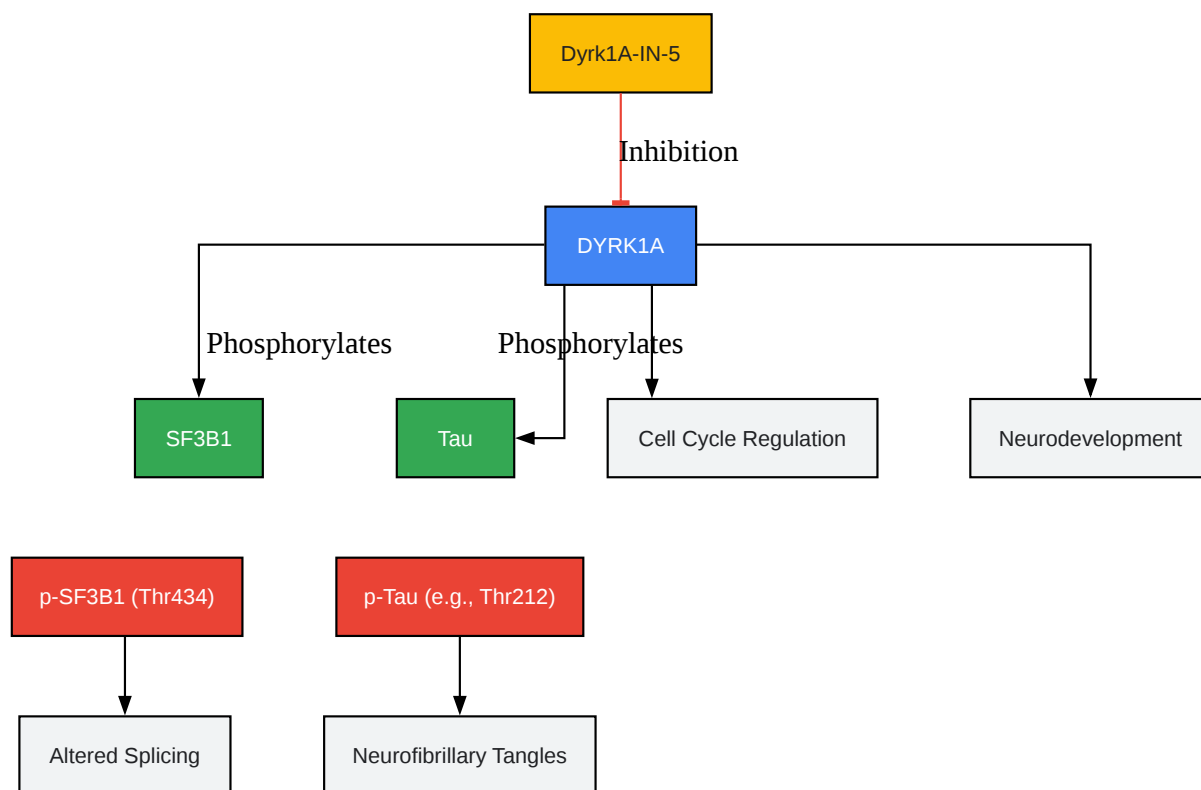 Dyrk1A-IN-5
Inhibition
DYRK1A
Phosphorylates
Phosphorylates
SF3B1
Tau
Cell Cycle Regulation
Neurodevelopment
p-SF3B1 (Thr434)
p-Tau (e.g., Thr212)
Altered Splicing
Neurofibrillary Tangles